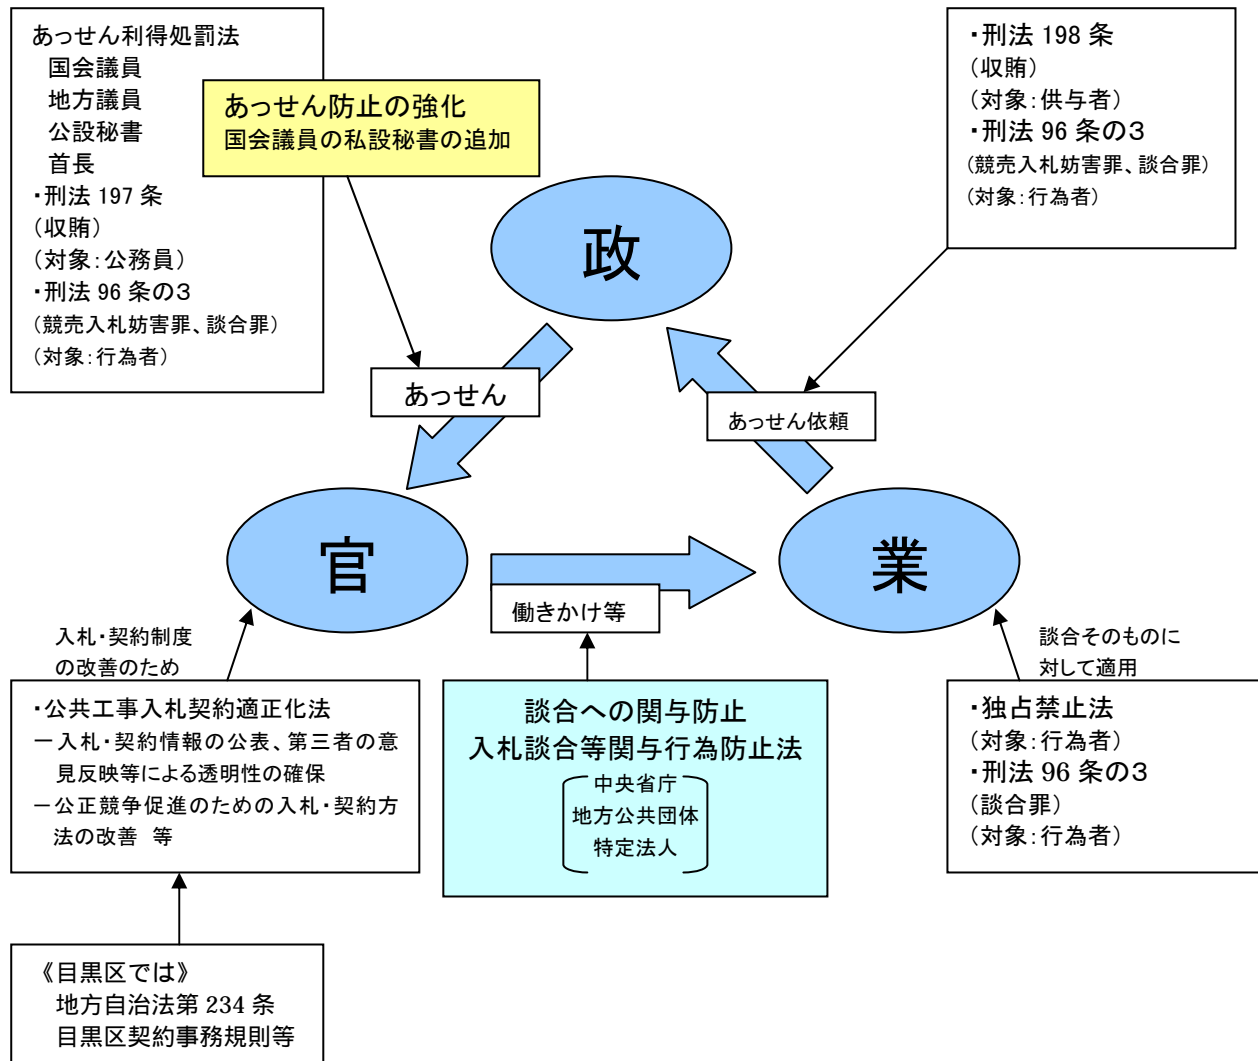 あっせん利得処罰法
国会議員
地方議員
公設秘書
首長
・刑法 197 条
(収賄)
(対象:公務員)
・刑法 96 条の3
(競売入札妨害罪、談合罪)
(対象:行為者)
あっせん防止の強化
国会議員の私設秘書の追加
・刑法 198 条
(収賄)
(対象:供与者)
・刑法 96 条の3
(競売入札妨害罪、談合罪)
(対象:行為者)
政
あっせん
あっせん依頼
官
業
働きかけ等
入札・契約制度
の改善のため
談合そのものに
対して適用
・公共工事入札契約適正化法
－入札・契約情報の公表、第三者の意
見反映等による透明性の確保
－公正競争促進のための入札・契約方
法の改善 等
談合への関与防止
入札談合等関与行為防止法
中央省庁
地方公共団体
特定法人
・独占禁止法
(対象:行為者)
・刑法 96 条の3
(談合罪)
(対象:行為者)
《目黒区では》
地方自治法第 234 条
目黒区契約事務規則等